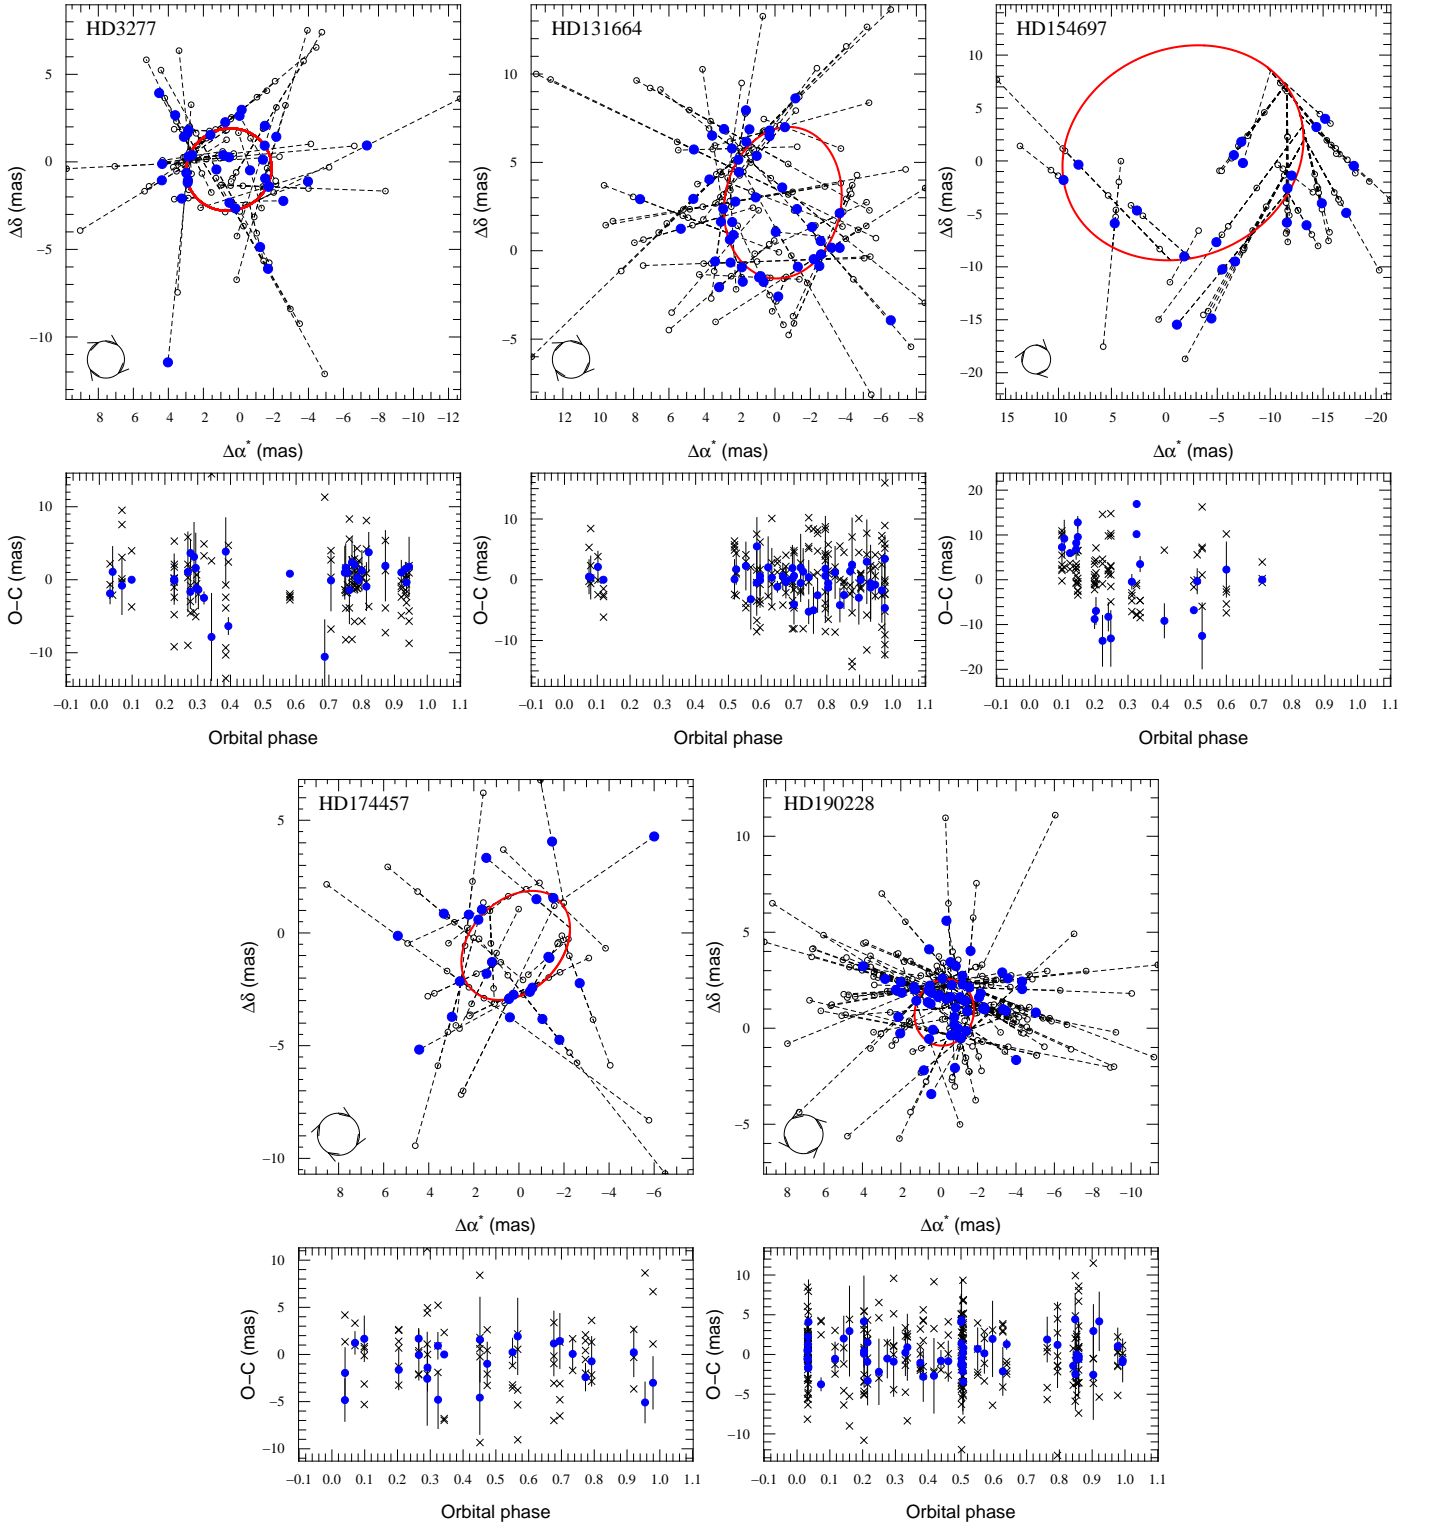 HD3277
5
0
−5
−10
Δδ (mas)
8 6 4 2 0 −2 −4 −6 −8 −10 −12
Δα* (mas)
HD131664
10
5
0
−5
Δδ (mas)
12 10 8 6 4 2 0 −2 −4 −6 −8
Δα* (mas)
HD154697
10
5
0
−5
−10
−15
−20
Δδ (mas)
15 10 5 0 −5 −10 −15 −20
Δα* (mas)
10
0
−10
O−C (mas)
−0.1 0.0 0.1 0.2 0.3 0.4 0.5 0.6 0.7 0.8 0.9 1.0 1.1
Orbital phase
10
0
−10
O−C (mas)
−0.1 0.0 0.1 0.2 0.3 0.4 0.5 0.6 0.7 0.8 0.9 1.0 1.1
Orbital phase
20
10
0
−10
−20
O−C (mas)
−0.1 0.0 0.1 0.2 0.3 0.4 0.5 0.6 0.7 0.8 0.9 1.0 1.1
Orbital phase
HD174457
5
0
−5
−10
Δδ (mas)
8 6 4 2 0 −2 −4 −6
Δα* (mas)
HD190228
10
5
0
−5
Δδ (mas)
8 6 4 2 0 −2 −4 −6 −8 −10
Δα* (mas)
10
5
0
−5
−10
O−C (mas)
−0.1 0.0 0.1 0.2 0.3 0.4 0.5 0.6 0.7 0.8 0.9 1.0 1.1
Orbital phase
10
5
0
−5
−10
O−C (mas)
−0.1 0.0 0.1 0.2 0.3 0.4 0.5 0.6 0.7 0.8 0.9 1.0 1.1
Orbital phase